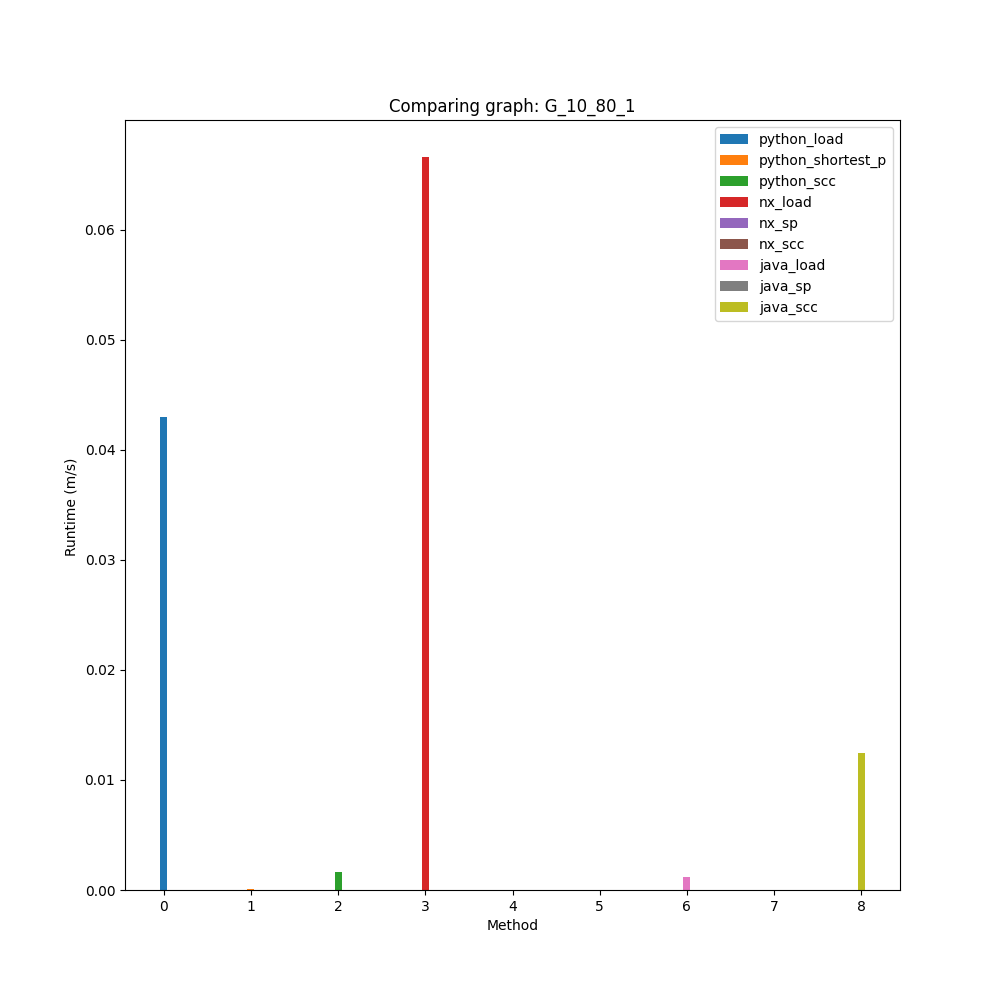 Comparing graph: G_10_80_1
python_load
python_shortest_p
python_scc
nx_load
nx_sp
nx_scc
java_load
java_sp
java_scc
Runtime (m/s)
0.06
0.05
0.04
0.03
0.02
0.01
0.00
0 1 2 3 4 5 6 7 8
Method